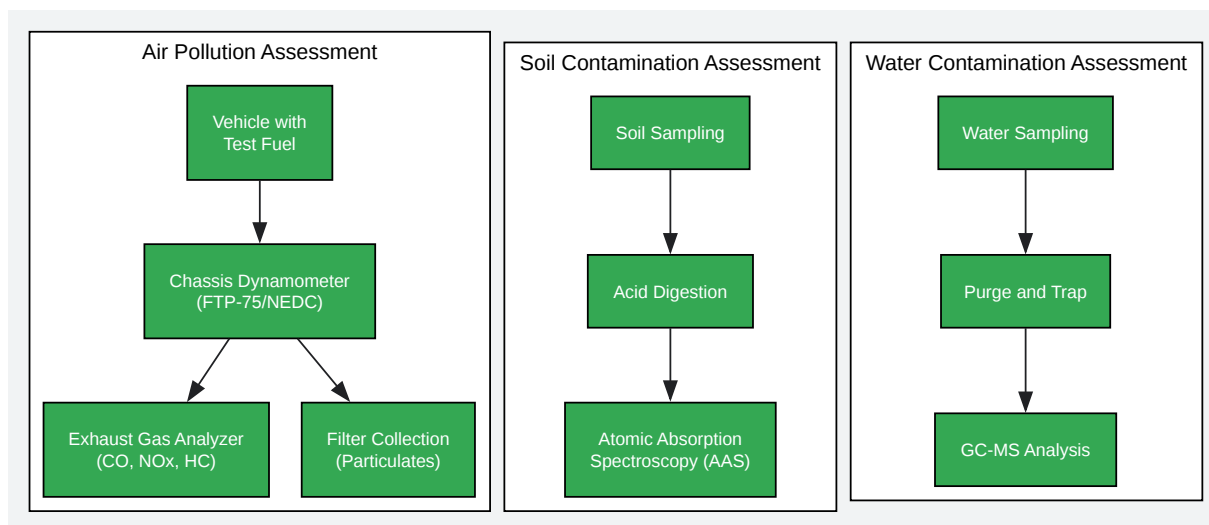 Air Pollution Assessment
Vehicle with
Test Fuel
Chassis Dynamometer
(FTP-75/NEDC)
Exhaust Gas Analyzer
(CO, NOx, HC)
Filter Collection
(Particulates)
Soil Contamination Assessment
Soil Sampling
Acid Digestion
Atomic Absorption
Spectroscopy (AAS)
Water Contamination Assessment
Water Sampling
Purge and Trap
GC-MS Analysis